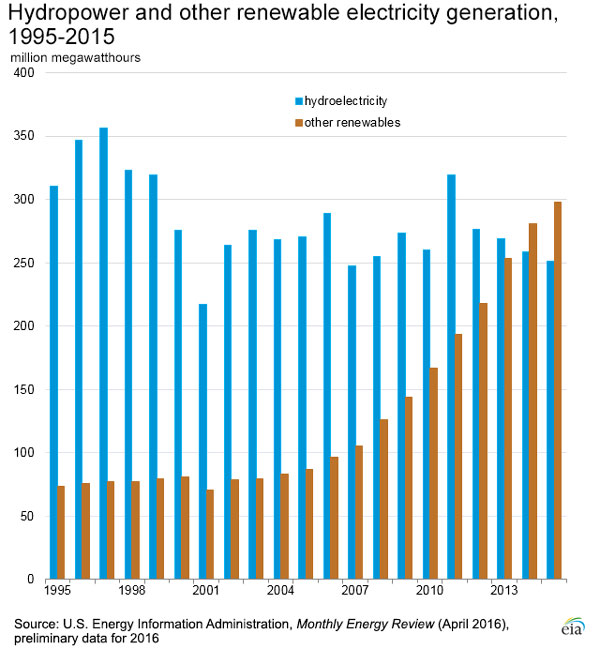 Hydropower and other renewable electricity generation,
1995-2015
million megawatthours
400
hydroelectricity
other renewables
350
300
250
200
150
100
50
0
1995 1998 2001 2004 2007 2010 2013
Source: U.S. Energy Information Administration, Monthly Energy Review (April 2016),
preliminary data for 2016
eia